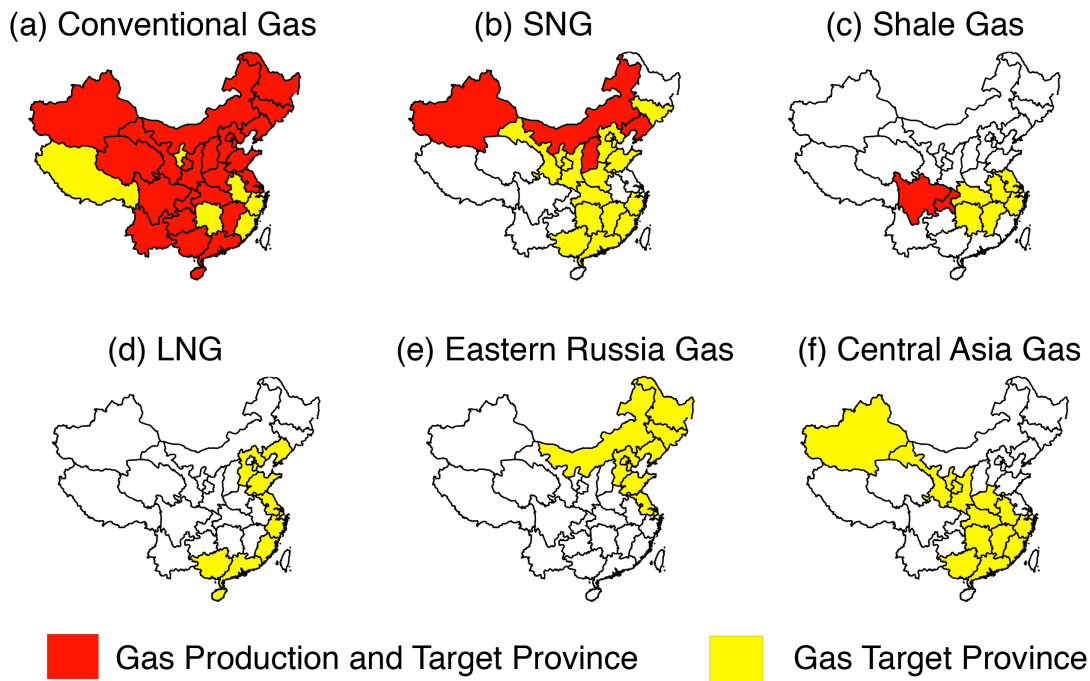 (a) Conventional Gas
(b) SNG
(c) Shale Gas
(d) LNG
(e) Eastern Russia Gas
(f) Central Asia Gas
Gas Production and Target Province
Gas Target Province